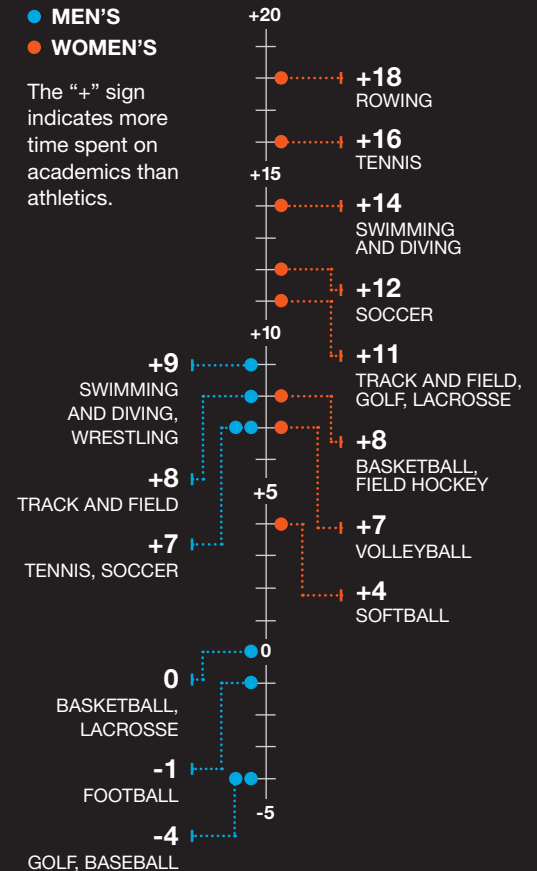 MEN'S
WOMEN'S
The “+” sign
indicates more
time spent on
academics than
athletics.
+20
+15
+10
+5
0
-5
+9
SWIMMING
AND DIVING,
WRESTLING
+8
TRACK AND FIELD
+7
TENNIS, SOCCER
0
BASKETBALL,
LACROSSE
-1
FOOTBALL
-4
GOLF, BASEBALL
+18
ROWING
+16
TENNIS
+14
SWIMMING
AND DIVING
+12
SOCCER
+11
TRACK AND FIELD,
GOLF, LACROSSE
+8
BASKETBALL,
FIELD HOCKEY
+7
VOLLEYBALL
+4
SOFTBALL